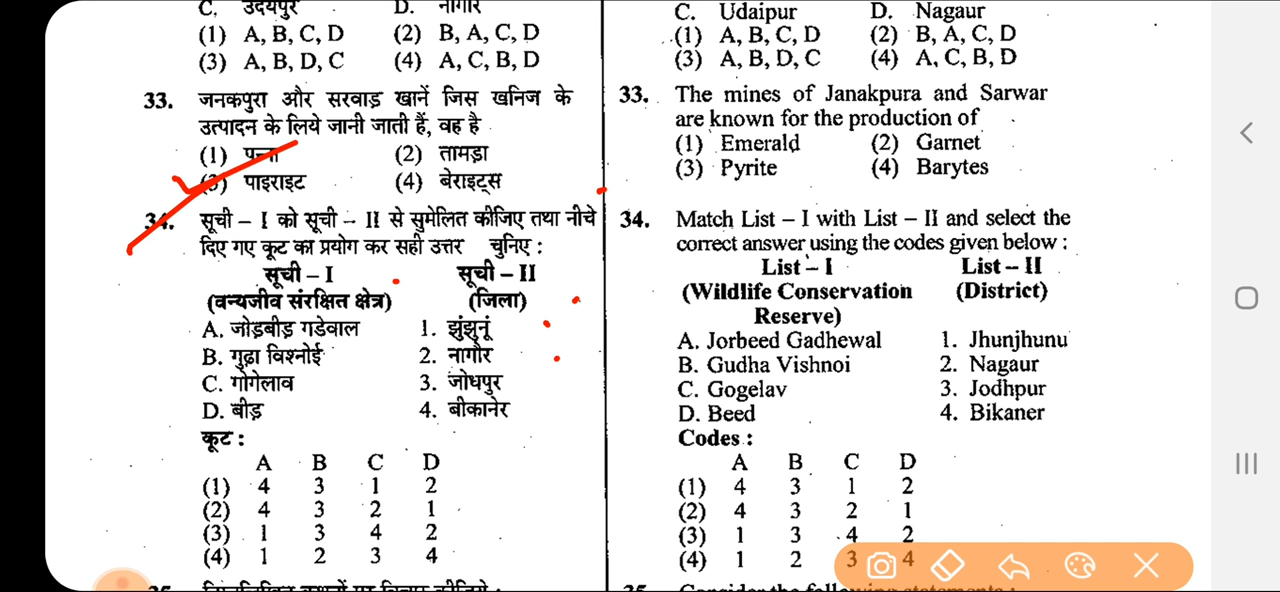 C. उदयपुर D. नागौर
(1) A, B, C, D (2) B, A, C, D
(3) A, B, D, C (4) A, C, B, D
33. जनकपुरा और सरवाड़ खानें जिस खनिज के
उत्पादन के लिये जानी जाती हैं, वह है
(1) पन्ना (2) तामड़ा
(3) पाइराइट (4) बेराइट्स
34. सूची – I को सूची – II से सुमेलित कीजिए तथा नीचे
दिए गए कूट का प्रयोग कर सही उत्तर चुनिए :
सूची – I सूची – II
(वन्यजीव संरक्षित क्षेत्र) (जिला)
A. जोड़बीड़ गडेवाल 1. झुंझुनूं
B. गुढ़ा विश्नोई 2. नागौर
C. गोगेलाव 3. जोधपुर
D. बीड़ 4. बीकानेर
कूट :
A B C D
(1) 4 3 1 2
(2) 4 3 2 1
(3) 1 3 4 2
(4) 1 2 3 4
C. Udaipur D. Nagaur
(1) A, B, C, D (2) B, A, C, D
(3) A, B, D, C (4) A, C, B, D
33. The mines of Janakpura and Sarwar
are known for the production of
(1) Emerald (2) Garnet
(3) Pyrite (4) Barytes
34. Match List – I with List – II and select the
correct answer using the codes given below :
List – I List – II
(Wildlife Conservation (District)
Reserve)
A. Jorbeed Gadhewal 1. Jhunjhunu
B. Gudha Vishnoi 2. Nagaur
C. Gogelav 3. Jodhpur
D. Beed 4. Bikaner
Codes :
A B C D
(1) 4 3 1 2
(2) 4 3 2 1
(3) 1 3 4 2
(4) 1 2 3 4
Consider the following statements :